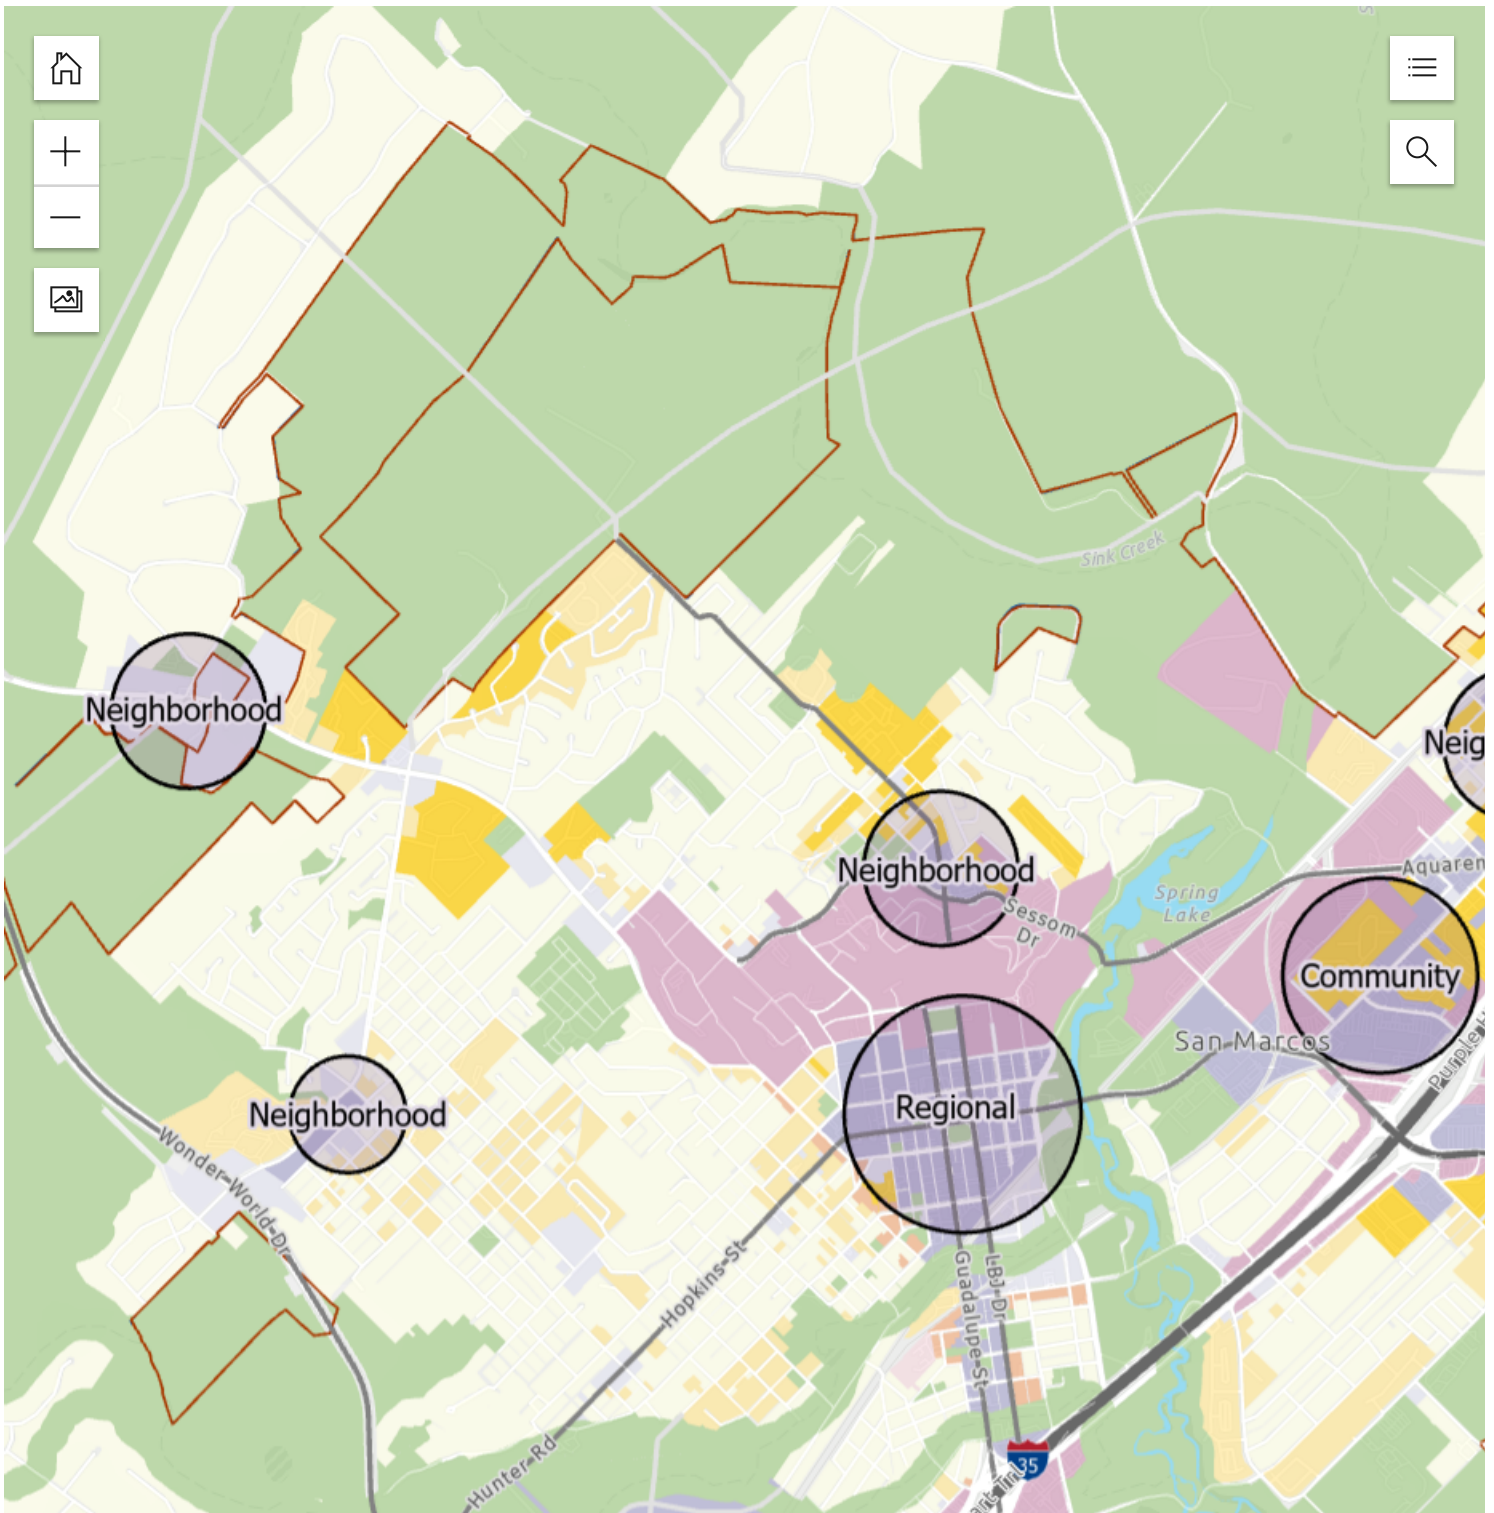 Sink Creek
Neighborhood
Neig
Neighborhood
Aquaren
Spring
Lake
Sessom
Dr
Community
San Marcos
Purple H
Regional
Neighborhood
Wonder World Dr
Hopkins St
Guadalupe St
LBJ Dr
Hunter Rd
35